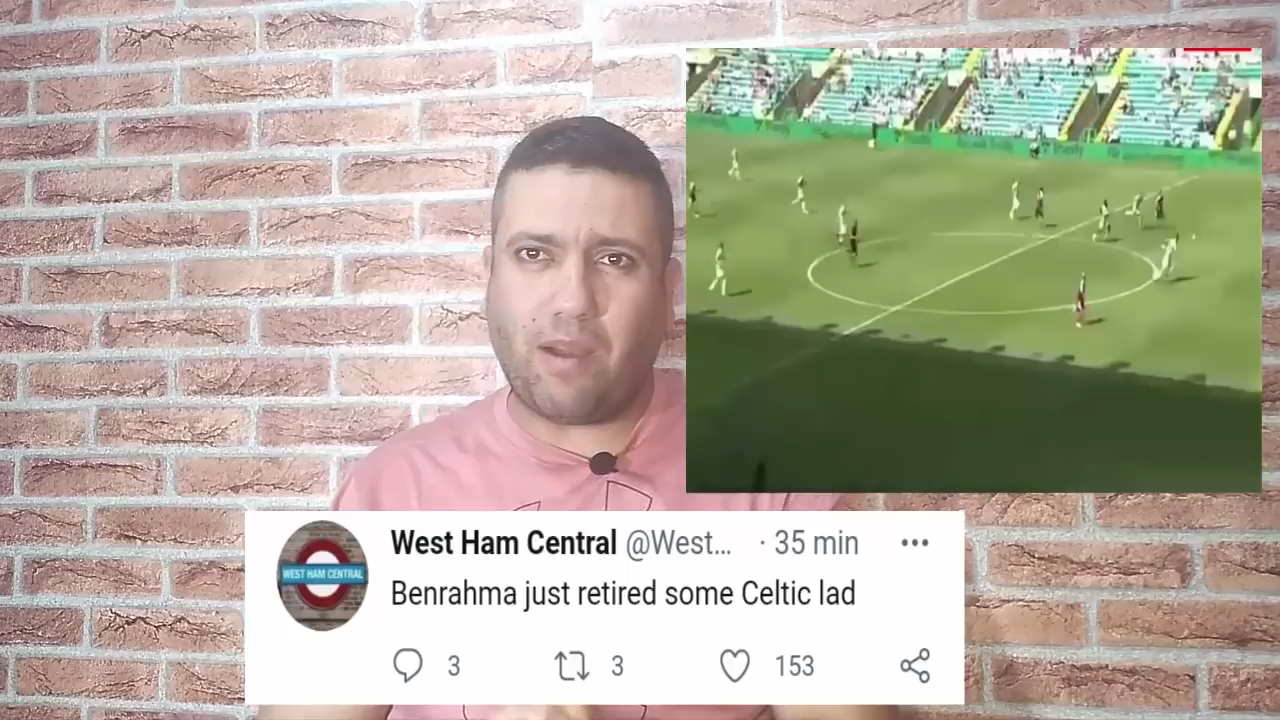 West Ham Central @West... · 35 min
WEST HAM CENTRAL
Benrahma just retired some Celtic lad
3
3
153